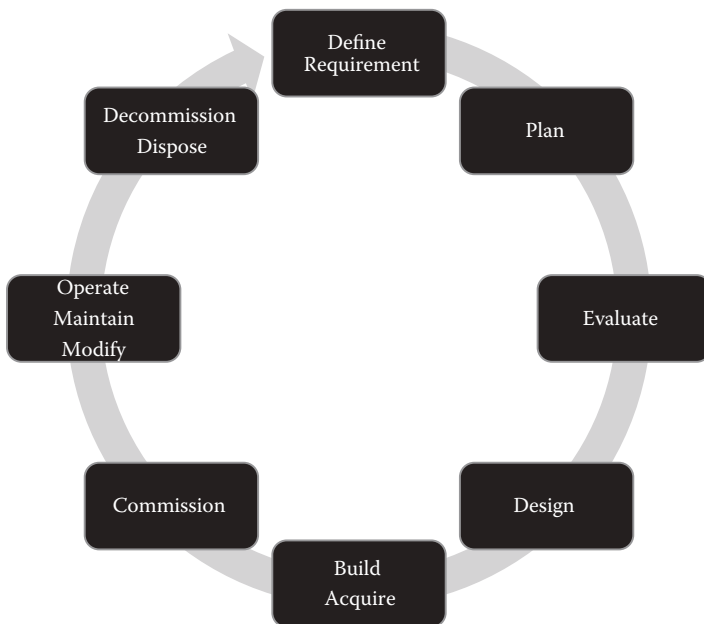 Define
Requirement
Plan
Evaluate
Design
Build
Acquire
Commission
Operate
Maintain
Modify
Decommission
Dispose